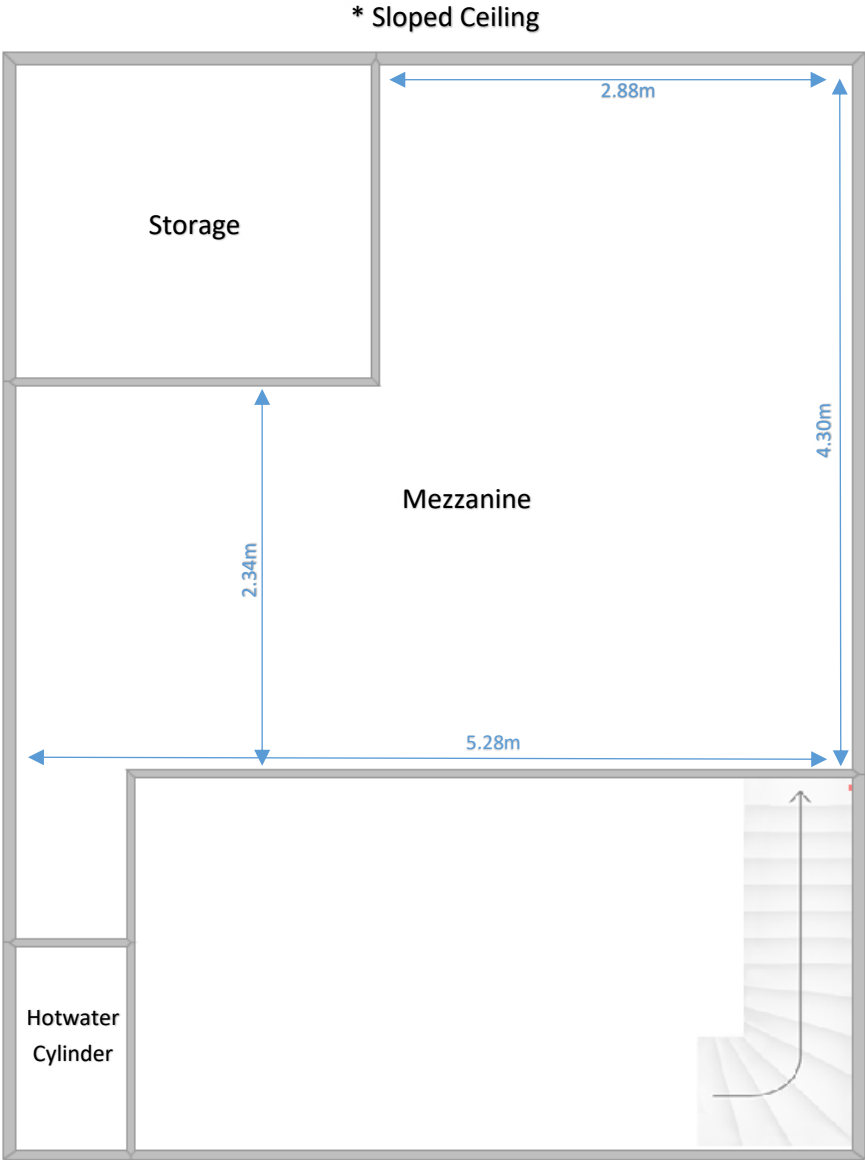 * Sloped Ceiling
2.88m
Storage
4.30m
Mezzanine
2.34m
5.28m
Hotwater
Cylinder